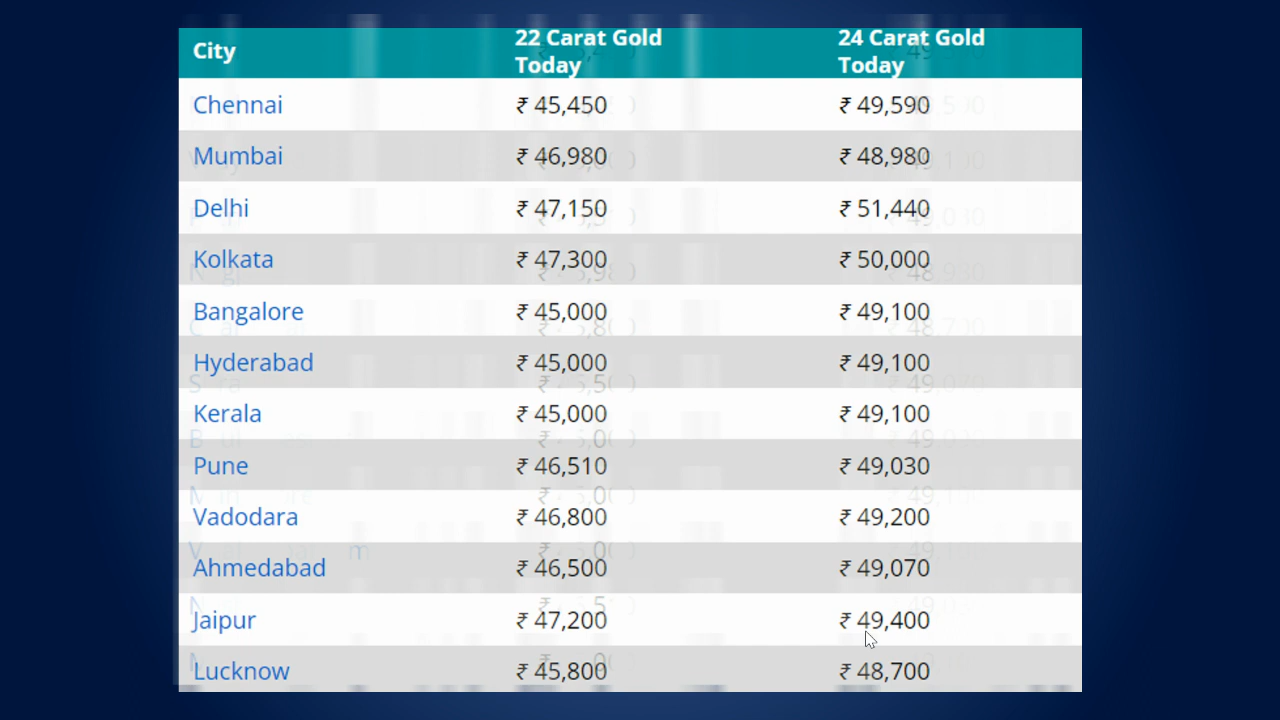 City 22 Carat Gold Today 24 Carat Gold Today
Chennai ₹ 45,450 ₹ 49,590
Mumbai ₹ 46,980 ₹ 48,980
Delhi ₹ 47,150 ₹ 51,440
Kolkata ₹ 47,300 ₹ 50,000
Bangalore ₹ 45,000 ₹ 49,100
Hyderabad ₹ 45,000 ₹ 49,100
Kerala ₹ 45,000 ₹ 49,100
Pune ₹ 46,510 ₹ 49,030
Vadodara ₹ 46,800 ₹ 49,200
Ahmedabad ₹ 46,500 ₹ 49,070
Jaipur ₹ 47,200 ₹ 49,400
Lucknow ₹ 45,800 ₹ 48,700